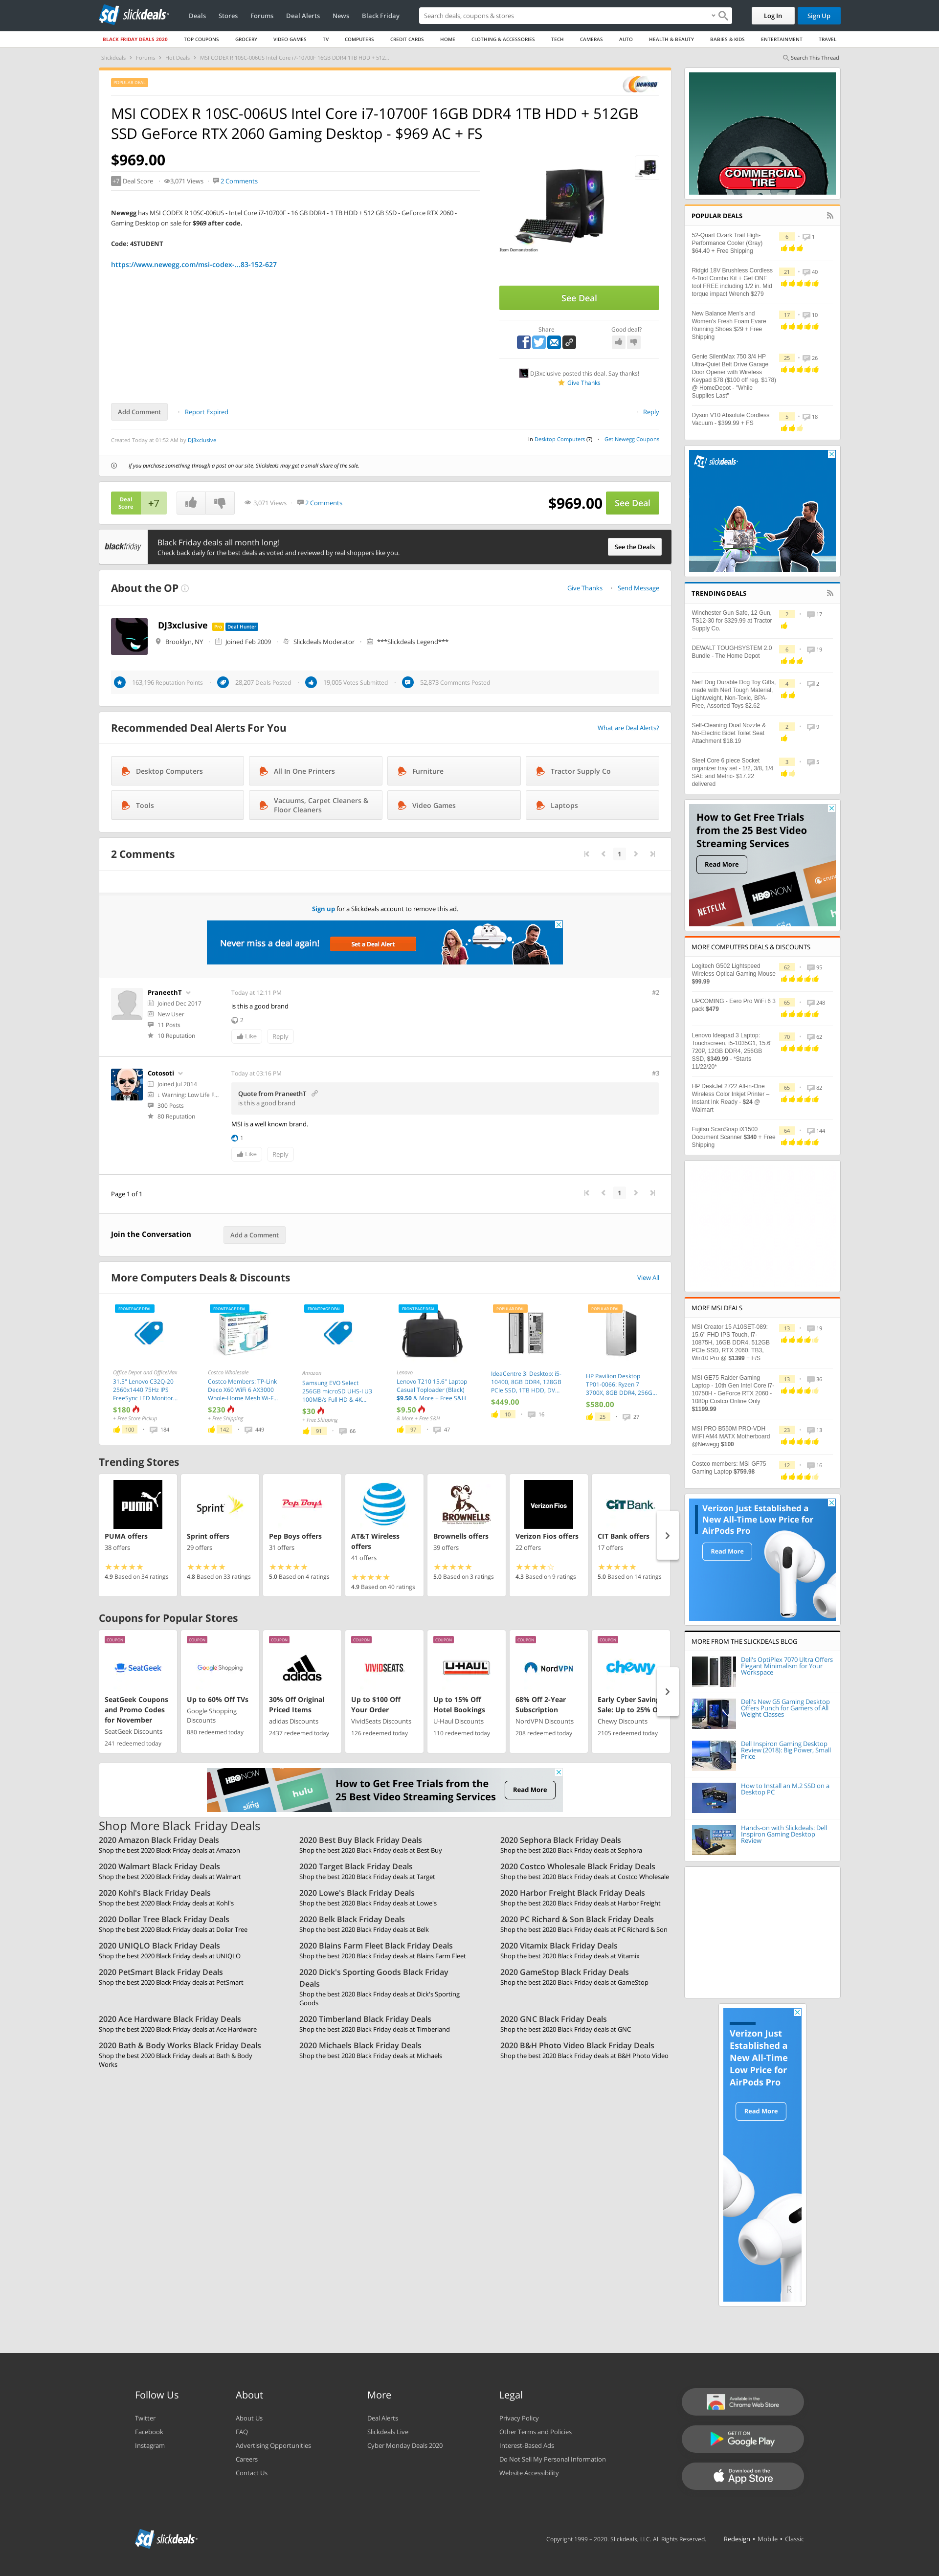 slickdeals
Deals
Stores
Forums
Deal Alerts
News
Black Friday
Search deals, coupons & stores
Log In
Sign Up
BLACK FRIDAY DEALS 2020
TOP COUPONS
GROCERY
VIDEO GAMES
TV
COMPUTERS
CREDIT CARDS
HOME
CLOTHING & ACCESSORIES
TECH
CAMERAS
AUTO
HEALTH & BEAUTY
BABIES & KIDS
ENTERTAINMENT
TRAVEL
Slickdeals > Forums > Hot Deals > MSI CODEX R 10SC-006US Intel Core i7-10700F 16GB DDR4 1TB HDD + 512...
Search This Thread
POPULAR DEAL
newegg
MSI CODEX R 10SC-006US Intel Core i7-10700F 16GB DDR4 1TB HDD + 512GB
SSD GeForce RTX 2060 Gaming Desktop - $969 AC + FS
$969.00
+7 Deal Score • 3,071 Views • 2 Comments
Newegg has MSI CODEX R 10SC-006US - Intel Core i7-10700F - 16 GB DDR4 - 1 TB HDD + 512 GB SSD - GeForce RTX 2060 -
Gaming Desktop on sale for $969 after code.
Code: 4STUDENT
https://www.newegg.com/msi-codex-...83-152-627
See Deal
Share
Good deal?
DJ3xclusive posted this deal. Say thanks!
Give Thanks
Add Comment • Report Expired
• Reply
Created Today at 01:52 AM by DJ3xclusive
in Desktop Computers (7) • Get Newegg Coupons
If you purchase something through a post on our site, Slickdeals may get a small share of the sale.
Deal
Score
+7
3,071 Views • 2 Comments
$969.00
See Deal
blackfriday
Black Friday deals all month long!
Check back daily for the best deals as voted and reviewed by real shoppers like you.
See the Deals
About the OP
Give Thanks • Send Message
DJ3xclusive Pro Deal Hunter
Brooklyn, NY • Joined Feb 2009 • Slickdeals Moderator • ***Slickdeals Legend***
163,196 Reputation Points
28,207 Deals Posted
19,005 Votes Submitted
52,873 Comments Posted
Recommended Deal Alerts For You
What are Deal Alerts?
Desktop Computers
All In One Printers
Furniture
Tractor Supply Co
Tools
Vacuums, Carpet Cleaners &
Floor Cleaners
Video Games
Laptops
2 Comments
1
Sign up for a Slickdeals account to remove this ad.
Never miss a deal again!
Set a Deal Alert
PraneethT
Joined Dec 2017
New User
11 Posts
10 Reputation
Today at 12:11 PM
#2
is this a good brand
2
Like
Reply
Cotosoti
Joined Jul 2014
: Warning: Low Life F...
300 Posts
80 Reputation
Today at 03:16 PM
#3
Quote from PraneethT
is this a good brand
MSI is a well known brand.
1
Like
Reply
Page 1 of 1
1
Join the Conversation
Add a Comment
More Computers Deals & Discounts
View All
FRONTPAGE DEAL
Office Depot and OfficeMax
31.5" Lenovo C32Q-20
2560x1440 75Hz IPS
FreeSync LED Monitor...
$180
+ Free Store Pickup
100 • 184
FRONTPAGE DEAL
Costco Wholesale
Costco Members: TP-Link
Deco X60 WiFi 6 AX3000
Whole-Home Mesh Wi-F...
$230
+ Free Shipping
142 • 449
FRONTPAGE DEAL
Amazon
Samsung EVO Select
256GB microSD UHS-I U3
100MB/s Full HD & 4K...
$30
+ Free Shipping
91 • 66
FRONTPAGE DEAL
Lenovo
Lenovo T210 15.6" Laptop
Casual Toploader (Black)
$9.50 & More + Free S&H
$9.50
& More + Free S&H
97 • 47
POPULAR DEAL
IdeaCentre 3i Desktop: i5-
10400, 8GB DDR4, 128GB
PCIe SSD, 1TB HDD, DV...
$449.00
10 • 16
POPULAR DEAL
HP Pavilion Desktop
TP01-0066: Ryzen 7
3700X, 8GB DDR4, 256G...
$580.00
25 • 27
Trending Stores
PUMA
PUMA offers
38 offers
4.9 Based on 34 ratings
Sprint
Sprint offers
29 offers
4.8 Based on 33 ratings
Pep Boys
Pep Boys offers
31 offers
5.0 Based on 4 ratings
AT&T Wireless
offers
41 offers
4.9 Based on 40 ratings
BROWNELLS
Brownells offers
39 offers
5.0 Based on 3 ratings
Verizon Fios
Verizon Fios offers
22 offers
4.3 Based on 9 ratings
CIT BANK
CIT Bank offers
17 offers
5.0 Based on 14 ratings
Coupons for Popular Stores
COUPON
SeatGeek
SeatGeek Coupons
and Promo Codes
for November
SeatGeek Discounts
241 redeemed today
COUPON
Google Shopping
Up to 60% Off TVs
Google Shopping
Discounts
880 redeemed today
COUPON
adidas
30% Off Original
Priced Items
adidas Discounts
2437 redeemed today
COUPON
VIVIDSEATS
Up to $100 Off
Your Order
VividSeats Discounts
126 redeemed today
COUPON
U-HAUL
Up to 15% Off
Hotel Bookings
U-Haul Discounts
110 redeemed today
COUPON
NordVPN
68% Off 2-Year
Subscription
NordVPN Discounts
208 redeemed today
COUPON
chewy
Early Cyber Saving
Sale: Up to 25% O
Chewy Discounts
2105 redeemed today
HBO NOW
sling
hulu
How to Get Free Trials from the
25 Best Video Streaming Services
Read More
Shop More Black Friday Deals
2020 Amazon Black Friday Deals
Shop the best 2020 Black Friday deals at Amazon
2020 Best Buy Black Friday Deals
Shop the best 2020 Black Friday deals at Best Buy
2020 Sephora Black Friday Deals
Shop the best 2020 Black Friday deals at Sephora
2020 Walmart Black Friday Deals
Shop the best 2020 Black Friday deals at Walmart
2020 Target Black Friday Deals
Shop the best 2020 Black Friday deals at Target
2020 Costco Wholesale Black Friday Deals
Shop the best 2020 Black Friday deals at Costco Wholesale
2020 Kohl's Black Friday Deals
Shop the best 2020 Black Friday deals at Kohl's
2020 Lowe's Black Friday Deals
Shop the best 2020 Black Friday deals at Lowe's
2020 Harbor Freight Black Friday Deals
Shop the best 2020 Black Friday deals at Harbor Freight
2020 Dollar Tree Black Friday Deals
Shop the best 2020 Black Friday deals at Dollar Tree
2020 Belk Black Friday Deals
Shop the best 2020 Black Friday deals at Belk
2020 PC Richard & Son Black Friday Deals
Shop the best 2020 Black Friday deals at PC Richard & Son
2020 UNIQLO Black Friday Deals
Shop the best 2020 Black Friday deals at UNIQLO
2020 Blains Farm Fleet Black Friday Deals
Shop the best 2020 Black Friday deals at Blains Farm Fleet
2020 Vitamix Black Friday Deals
Shop the best 2020 Black Friday deals at Vitamix
2020 PetSmart Black Friday Deals
Shop the best 2020 Black Friday deals at PetSmart
2020 Dick's Sporting Goods Black Friday
Deals
Shop the best 2020 Black Friday deals at Dick's Sporting
Goods
2020 GameStop Black Friday Deals
Shop the best 2020 Black Friday deals at GameStop
2020 Ace Hardware Black Friday Deals
Shop the best 2020 Black Friday deals at Ace Hardware
2020 Timberland Black Friday Deals
Shop the best 2020 Black Friday deals at Timberland
2020 GNC Black Friday Deals
Shop the best 2020 Black Friday deals at GNC
2020 Bath & Body Works Black Friday Deals
Shop the best 2020 Black Friday deals at Bath & Body
Works
2020 Michaels Black Friday Deals
Shop the best 2020 Black Friday deals at Michaels
2020 B&H Photo Video Black Friday Deals
Shop the best 2020 Black Friday deals at B&H Photo Video
COMMERCIAL
TIRE
POPULAR DEALS
52-Quart Ozark Trail High-
Performance Cooler (Gray)
$64.40 + Free Shipping
6 • 1
Ridgid 18V Brushless Cordless
4-Tool Combo Kit + Get ONE
tool FREE including 1/2 in. Mid
torque impact Wrench $279
21 • 40
New Balance Men's and
Women's Fresh Foam Evare
Running Shoes $29 + Free
Shipping
17 • 10
Genie SilentMax 750 3/4 HP
Ultra-Quiet Belt Drive Garage
Door Opener with Wireless
Keypad $78 ($100 off reg. $178)
@ HomeDepot - "While
Supplies Last"
25 • 26
Dyson V10 Absolute Cordless
Vacuum - $399.99 + FS
5 • 18
slickdeals
TRENDING DEALS
Winchester Gun Safe, 12 Gun,
TS12-30 for $329.99 at Tractor
Supply Co.
2 • 17
DEWALT TOUGHSYSTEM 2.0
Bundle - The Home Depot
6 • 19
Nerf Dog Durable Dog Toy Gifts,
made with Nerf Tough Material,
Lightweight, Non-Toxic, BPA-
Free, Assorted Toys $2.62
4 • 2
Self-Cleaning Dual Nozzle &
No-Electric Bidet Toilet Seat
Attachment $18.19
2 • 9
Steel Core 6 piece Socket
organizer tray set - 1/2, 3/8, 1/4
SAE and Metric- $17.22
delivered
3 • 5
How to Get Free Trials
from the 25 Best Video
Streaming Services
Read More
NETFLIX
HBO NOW
MORE COMPUTERS DEALS & DISCOUNTS
Logitech G502 Lightspeed
Wireless Optical Gaming Mouse
$99.99
62 • 95
UPCOMING - Eero Pro WiFi 6 3
pack $479
65 • 248
Lenovo Ideapad 3 Laptop:
Touchscreen, i5-1035G1, 15.6"
720P, 12GB DDR4, 256GB
SSD, $349.99 - *Starts
11/22/20*
70 • 62
HP DeskJet 2722 All-in-One
Wireless Color Inkjet Printer –
Instant Ink Ready - $24 @
Walmart
65 • 82
Fujitsu ScanSnap iX1500
Document Scanner $340 + Free
Shipping
64 • 144
MORE MSI DEALS
MSI Creator 15 A10SET-089:
15.6" FHD IPS Touch, i7-
10875H, 16GB DDR4, 512GB
PCIe SSD, RTX 2060, TB3,
Win10 Pro @ $1399 + F/S
13 • 19
MSI GE75 Raider Gaming
Laptop - 10th Gen Intel Core i7-
10750H - GeForce RTX 2060 -
1080p Costco Online Only
$1199.99
13 • 36
MSI PRO B550M PRO-VDH
WIFI AM4 MATX Motherboard
@Newegg $100
23 • 13
Costco members: MSI GF75
Gaming Laptop $759.98
12 • 16
Verizon Just Established a
New All-Time Low Price for
AirPods Pro
Read More
MORE FROM THE SLICKDEALS BLOG
Dell's OptiPlex 7070 Ultra Offers
Elegant Minimalism for Your
Workspace
Dell's New G5 Gaming Desktop
Offers Punch for Gamers of All
Weight Classes
Dell Inspiron Gaming Desktop
Review (2018): Big Power, Small
Price
How to Install an M.2 SSD on a
Desktop PC
Hands-on with Slickdeals: Dell
Inspiron Gaming Desktop
Review
Verizon Just
Established a
New All-Time
Low Price for
AirPods Pro
Read More
Follow Us
Twitter
Facebook
Instagram
About
About Us
FAQ
Advertising Opportunities
Careers
Contact Us
More
Deal Alerts
Slickdeals Live
Cyber Monday Deals 2020
Legal
Privacy Policy
Other Terms and Policies
Interest-Based Ads
Do Not Sell My Personal Information
Website Accessibility
Available in the
Chrome Web Store
GET IT ON
Google Play
Download on the
App Store
slickdeals
Copyright 1999 – 2020. Slickdeals, LLC. All Rights Reserved.
Redesign • Mobile • Classic